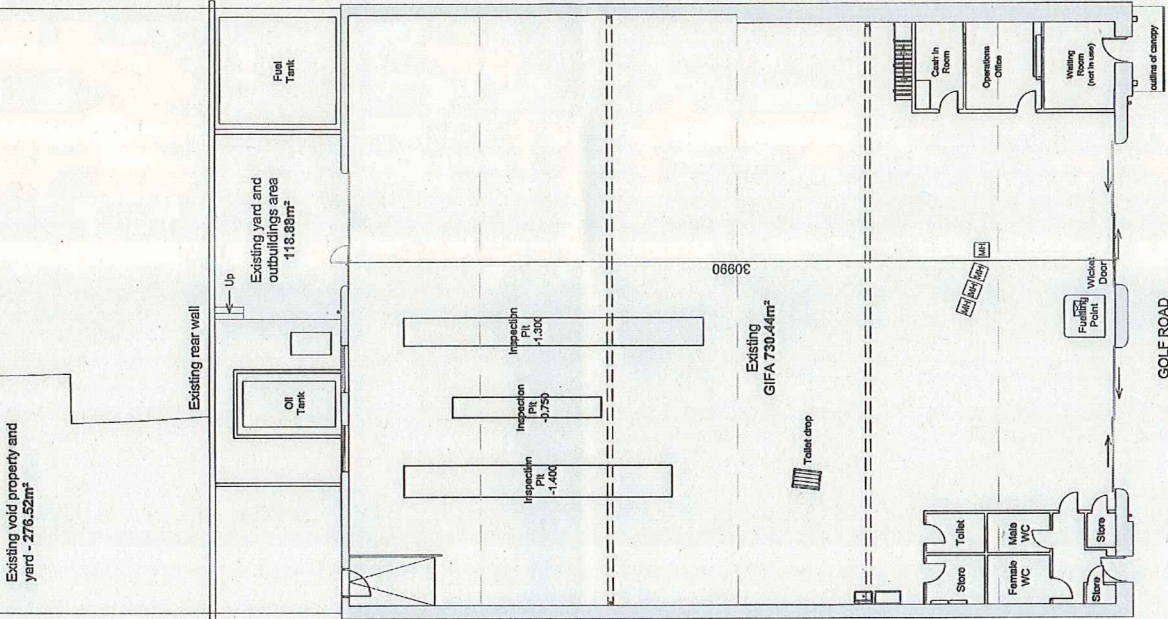 Existing void property and
yard - 276.52m²
Existing rear wall
Up
Existing yard and
outbuildings area
118.89m²
Fuel
Tank
Oil
Tank
Inspection
Pit
-1.400
Inspection
Pit
-0.750
Inspection
Pit
-1.300
30990
Existing
GIFA 730.44m²
Toilet drop
Cash In
Room
Operations
Office
Waiting
Room
(not in use)
outline of canopy
MH
MH
MH
MH
Wicket
Door
Fueling
Point
Store
Toilet
Female
WC
Male
WC
Store
Store
GOLF ROAD